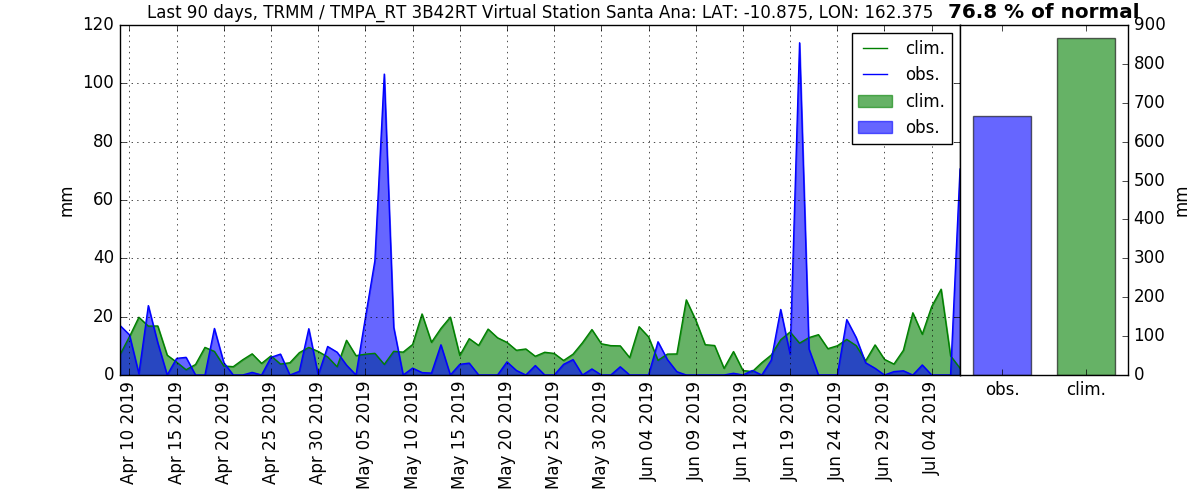 Last 90 days, TRMM / TMPA_RT 3B42RT Virtual Station Santa Ana: LAT: -10.875, LON: 162.375
76.8 % of normal
120
100
80
60
40
20
0
mm
clim.
obs.
clim.
obs.
900
800
700
600
500
400
300
200
100
0
mm
Apr 10 2019
Apr 15 2019
Apr 20 2019
Apr 25 2019
Apr 30 2019
May 05 2019
May 10 2019
May 15 2019
May 20 2019
May 25 2019
May 30 2019
Jun 04 2019
Jun 09 2019
Jun 14 2019
Jun 19 2019
Jun 24 2019
Jun 29 2019
Jul 04 2019
obs.
clim.